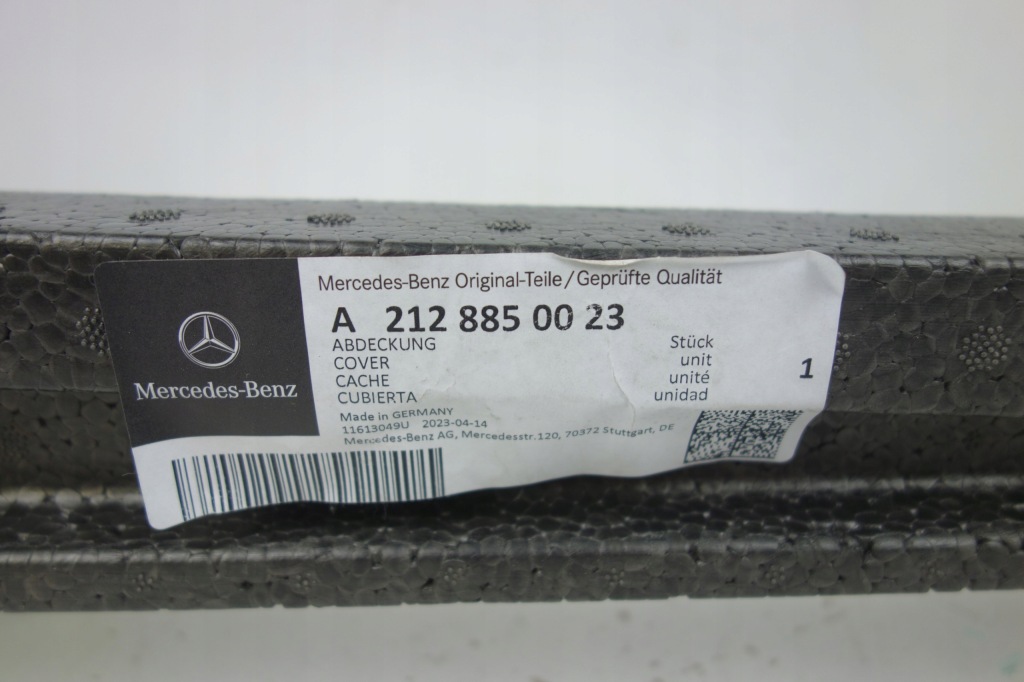 Mercedes-Benz Original-Teile/Geprüfte Qualität
A 212 885 00 23
ABDECKUNG Stück
COVER unit
CACHE unité 1
CUBIERTA unidad
Mercedes-Benz
Made in GERMANY
11613049U 2023-04-14
Mercedes-Benz AG, Mercedesstr.120, 70372 Stuttgart, DE